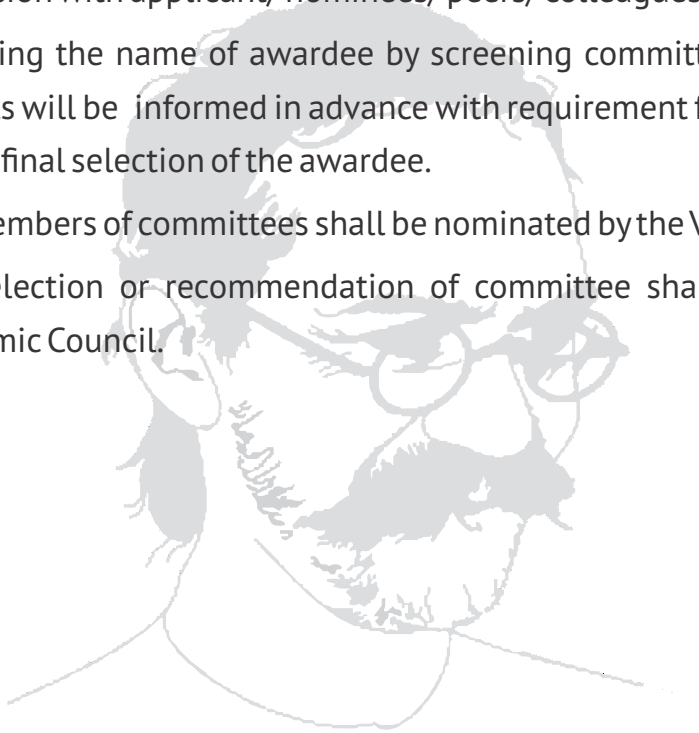 sion with applicant/ nominees/ peers/ colleagues
ing the name of awardee by screening committ
s will be informed in advance with requirement f
final selection of the awardee.
embers of committees shall be nominated by the V
election or recommendation of committee sha
mic Council.